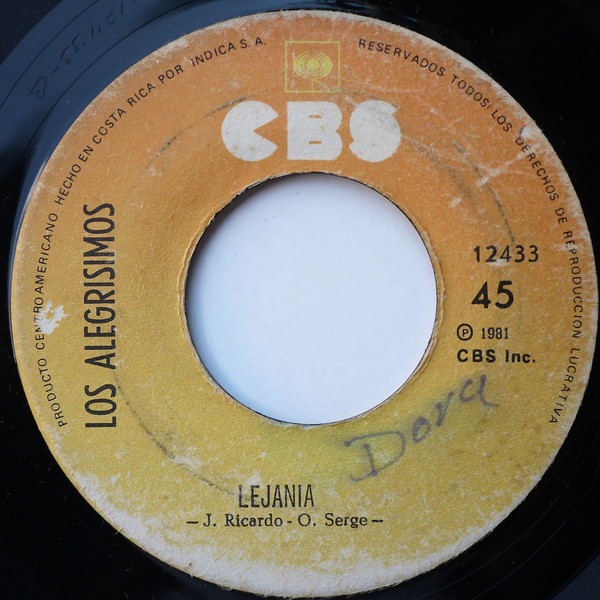 PRODUCTO CENTROAMERICANO HECHO EN COSTA RICA POR INDICA S. A.
RESERVADOS TODOS LOS DERECHOS DE REPRODUCCION LUCRATIVA
CBS
LOS ALEGRISIMOS
12433
45
Ⓟ 1981
CBS Inc.
Dora
LEJANIA
– J. Ricardo - O. Serge –